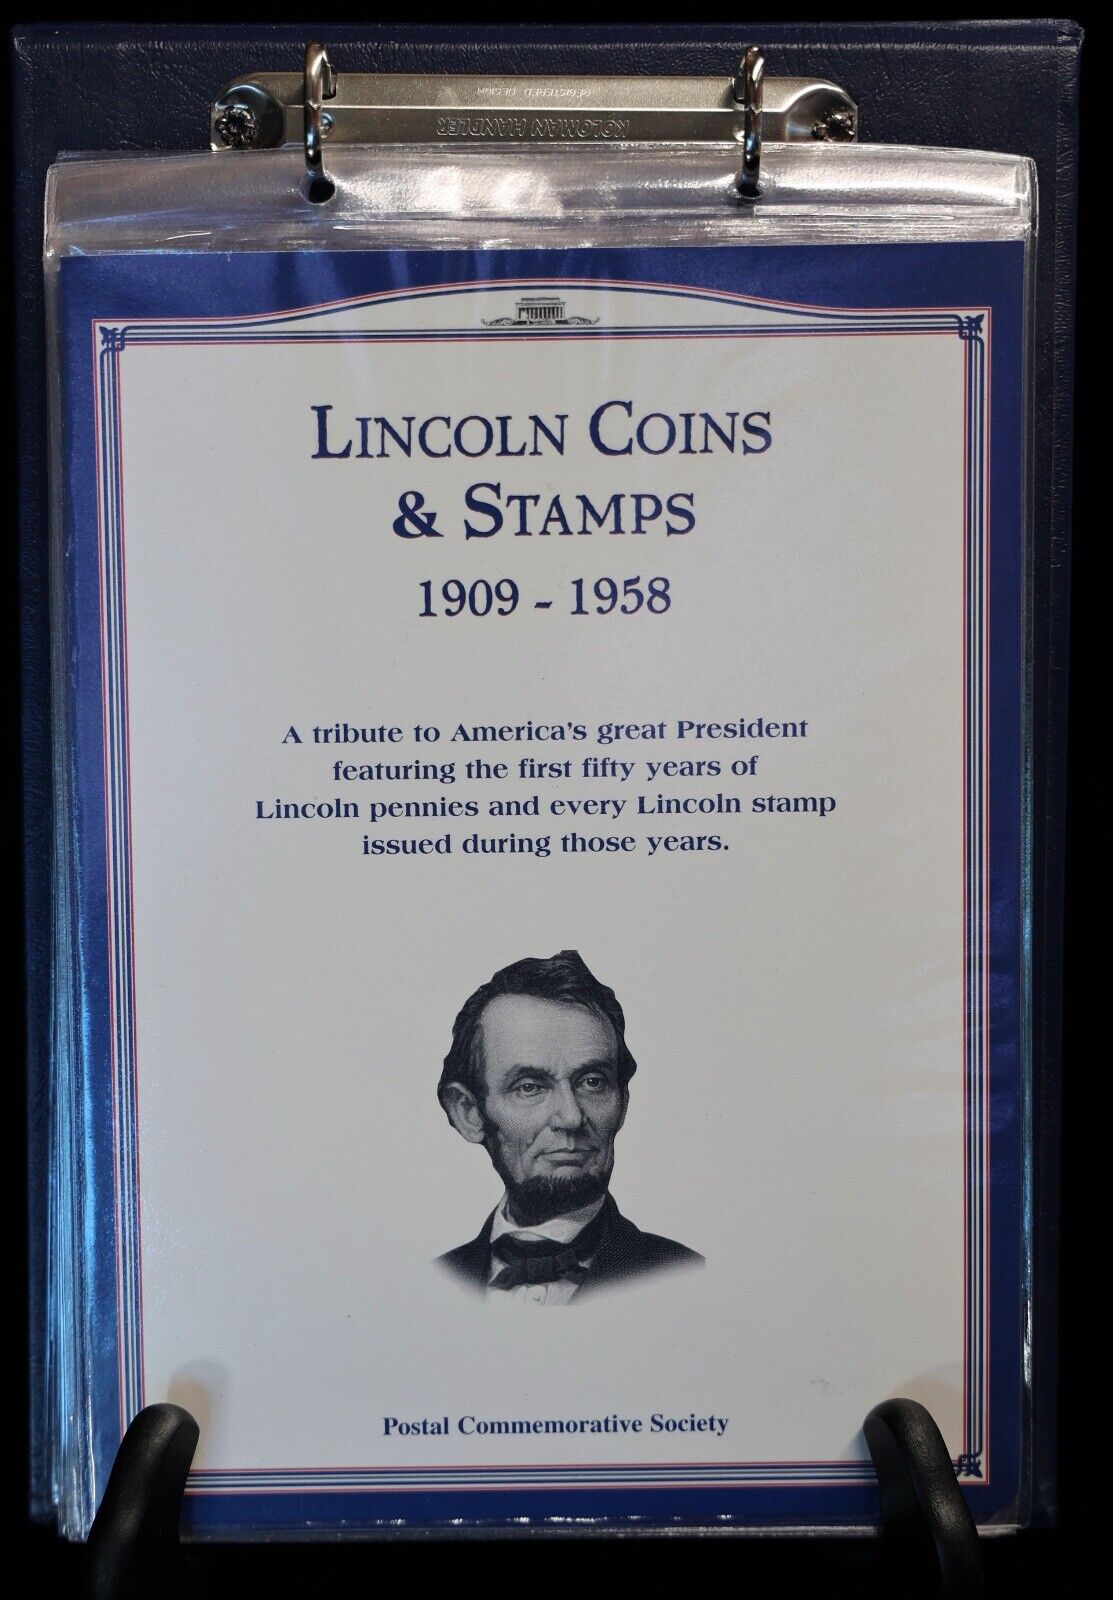 REGISTERED DESIGN
KOLOMAN HANDLER
LINCOLN COINS
& STAMPS
1909 - 1958
A tribute to America's great President
featuring the first fifty years of
Lincoln pennies and every Lincoln stamp
issued during those years.
Postal Commemorative Society